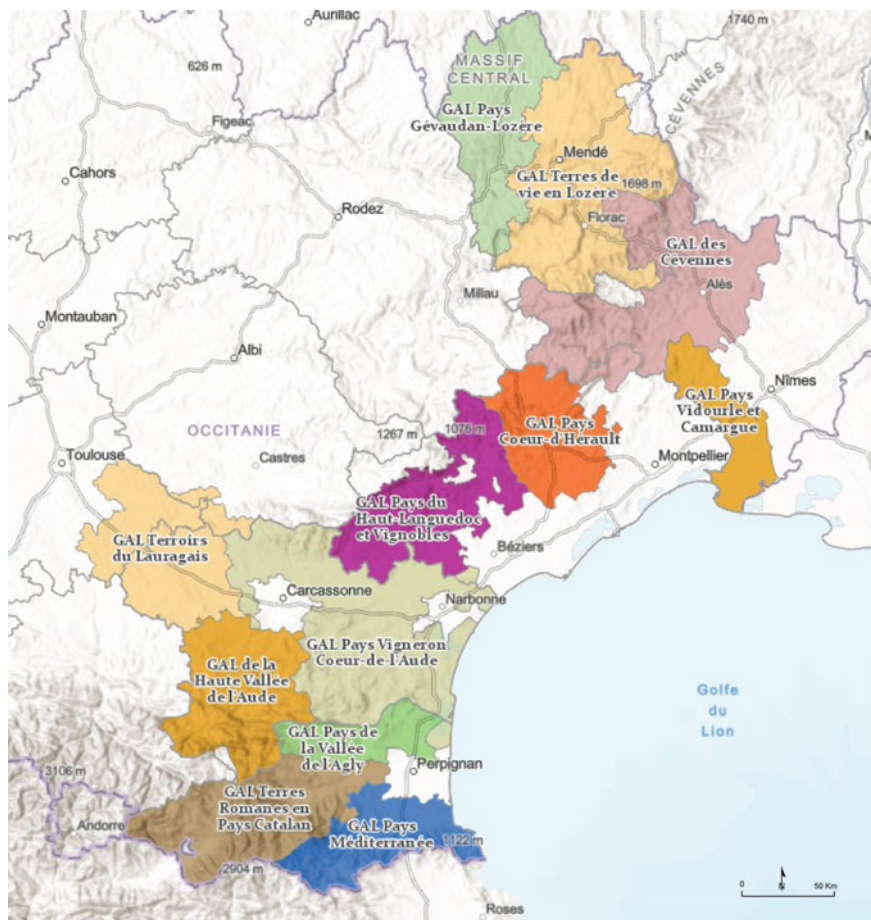 Aurillac
1740 m
626 m
MASSIF
CENTRAL
CÉVENNES
GAL Pays
Gévaudan-Lozère
Figeac
Mendé
Cahors
GAL Terres de
vie en Lozère
1698 m
Rodez
Florac
GAL des
Cévennes
Millau
Alès
Montauban
Albi
Nîmes
GAL Pays
Vidourle et
Camargue
OCCITANIE
1267 m
1076 m
GAL Pays
Coeur-d'Hérault
Toulouse
Castres
Montpellier
GAL Pays du
Haut-Languedoc
et Vignobles
GAL Terroirs
du Lauragais
Béziers
Carcassonne
Narbonne
GAL Pays Vigneron
Coeur-de-l'Aude
GAL de la
Haute Vallée
de l'Aude
Golfe
du
Lion
GAL Pays de
la Vallée
de l'Agly
3106 m
Perpignan
GAL Terres
Romanes en
Pays Catalan
Andorre
GAL Pays
Méditerranée
1122 m
2904 m
0 N 50 Km
Roses